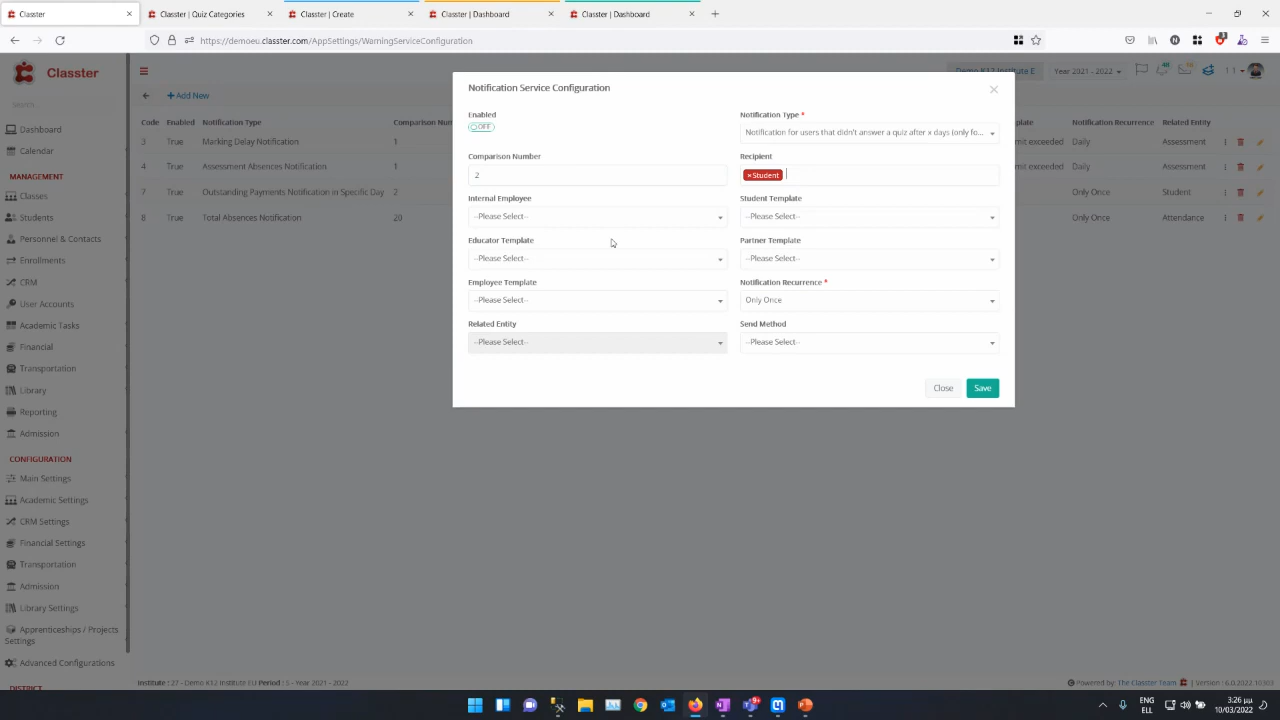 Classter
Classter | Quiz Categories
Classter | Create
Classter | Dashboard
Classter | Dashboard
https://demoeu.classter.com/AppSettings/WarningServiceConfiguration
Classter
Search...
Dashboard
Calendar
MANAGEMENT
Classes
Students
Personnel & Contacts
Enrollments
CRM
User Accounts
Academic Tasks
Financial
Transportation
Library
Reporting
Admission
CONFIGURATION
Main Settings
Academic Settings
CRM Settings
Financial Settings
Transportation
Admission
Library Settings
Apprenticeships / Projects
Settings
Advanced Configurations
DISTRICT
Demo K12 Institute E
Year 2021 - 2022
+ Add New
Code Enabled Notification Type Comparison Num
3 True Marking Delay Notification 1
4 True Assessment Absences Notification 1
7 True Outstanding Payments Notification in Specific Day 2
8 True Total Absences Notification 20
Notification Recurrence Related Entity
mit exceeded Daily Assessment
mit exceeded Daily Assessment
Only Once Student
Only Once Attendance
Notification Service Configuration
Enabled
OFF
Notification Type *
Notification for users that didn't answer a quiz after x days (only fo...
Comparison Number
2
Recipient
×Student
Internal Employee
--Please Select--
Student Template
--Please Select--
Educator Template
--Please Select--
Partner Template
--Please Select--
Employee Template
--Please Select--
Notification Recurrence *
Only Once
Related Entity
--Please Select--
Send Method
--Please Select--
Close
Save
Institute : 27 - Demo K12 Institute EU Period : 5 - Year 2021 - 2022
Powered by: The Classter Team | Version : 6.0.2022.10303
EL
3:26 μμ
10/03/2022